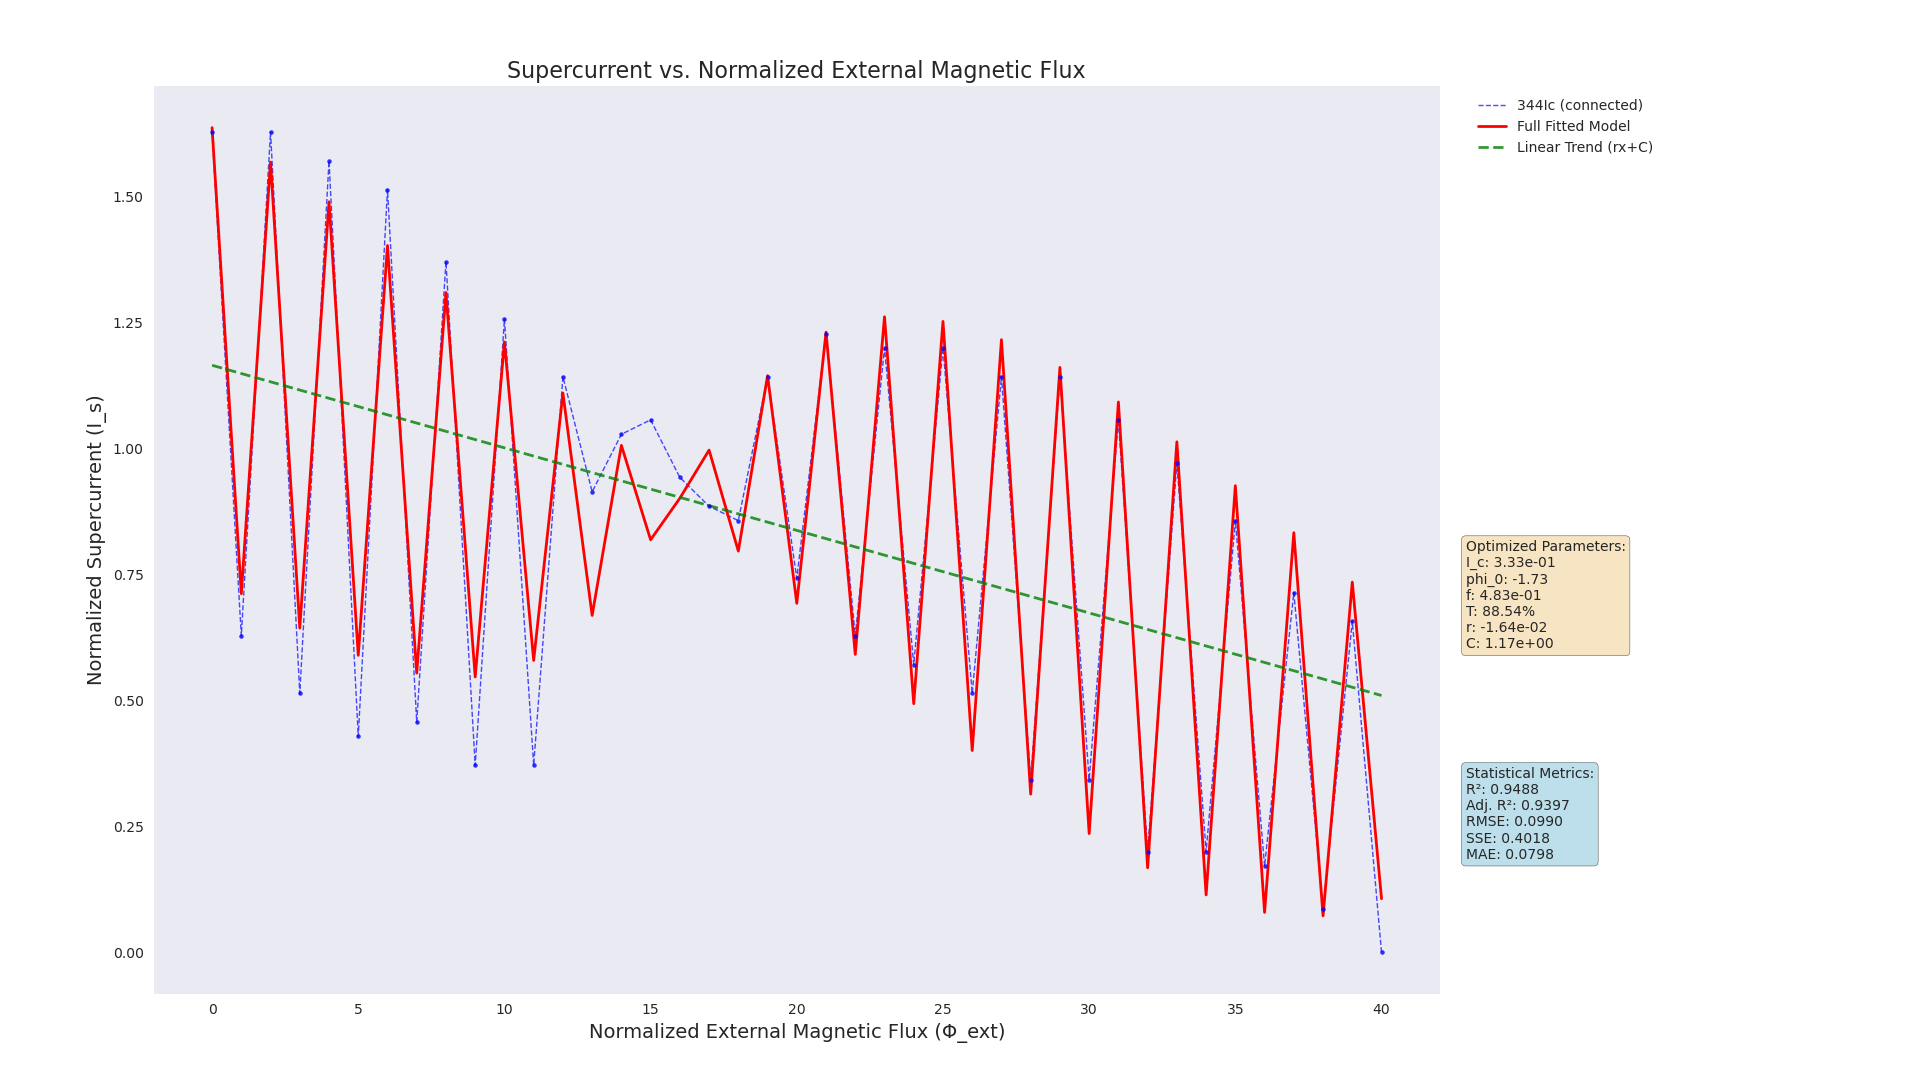 Supercurrent vs. Normalized External Magnetic Flux
344Ic (connected)
Full Fitted Model
Linear Trend (rx+C)
Normalized Supercurrent (I_s)
1.50
1.25
1.00
0.75
0.50
0.25
0.00
0 5 10 15 20 25 30 35 40
Normalized External Magnetic Flux (Φ_ext)
Optimized Parameters:
I_c: 3.33e-01
phi_0: -1.73
f: 4.83e-01
T: 88.54%
r: -1.64e-02
C: 1.17e+00
Statistical Metrics:
R²: 0.9488
Adj. R²: 0.9397
RMSE: 0.0990
SSE: 0.4018
MAE: 0.0798